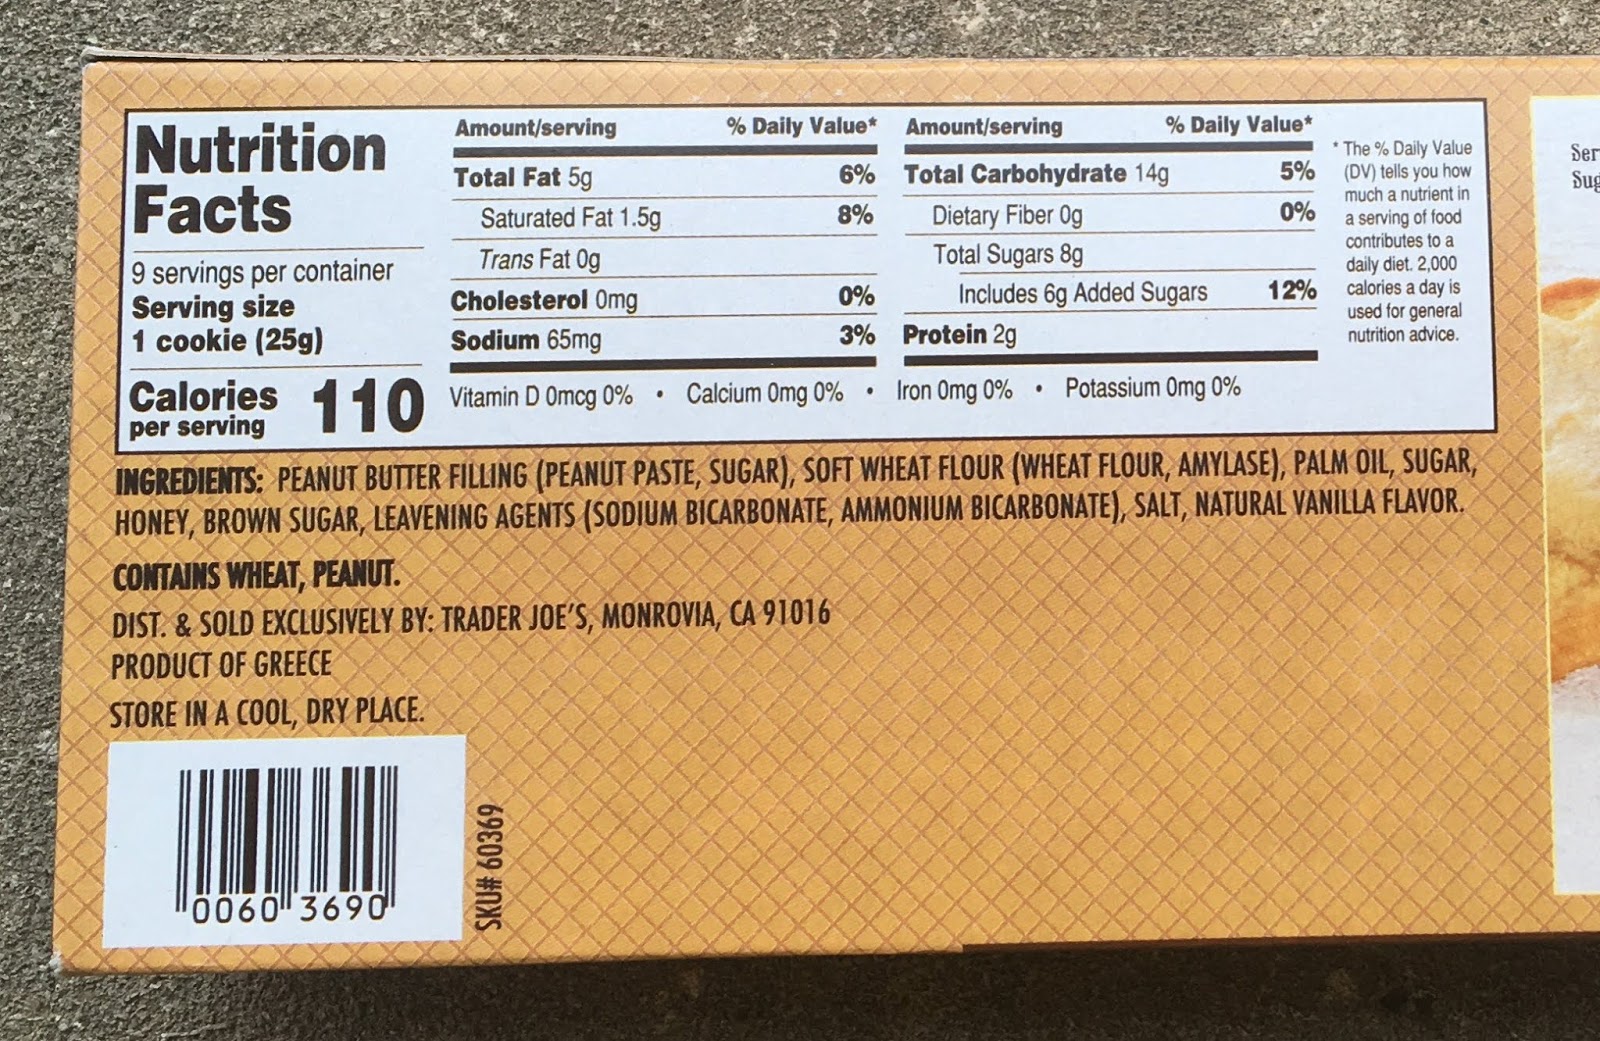 Nutrition
Facts
9 servings per container
Serving size
1 cookie (25g)
Calories
per serving
110
Amount/serving % Daily Value*
Total Fat 5g 6%
Saturated Fat 1.5g 8%
Trans Fat 0g
Cholesterol 0mg 0%
Sodium 65mg 3%
Amount/serving % Daily Value*
Total Carbohydrate 14g 5%
Dietary Fiber 0g 0%
Total Sugars 8g
Includes 6g Added Sugars 12%
Protein 2g
Vitamin D 0mcg 0% • Calcium 0mg 0% • Iron 0mg 0% • Potassium 0mg 0%
* The % Daily Value
(DV) tells you how
much a nutrient in
a serving of food
contributes to a
daily diet. 2,000
calories a day is
used for general
nutrition advice.
INGREDIENTS: PEANUT BUTTER FILLING (PEANUT PASTE, SUGAR), SOFT WHEAT FLOUR (WHEAT FLOUR, AMYLASE), PALM OIL, SUGAR,
HONEY, BROWN SUGAR, LEAVENING AGENTS (SODIUM BICARBONATE, AMMONIUM BICARBONATE), SALT, NATURAL VANILLA FLAVOR.
CONTAINS WHEAT, PEANUT.
DIST. & SOLD EXCLUSIVELY BY: TRADER JOE'S, MONROVIA, CA 91016
PRODUCT OF GREECE
STORE IN A COOL, DRY PLACE.
0060 3690
SKU# 60369